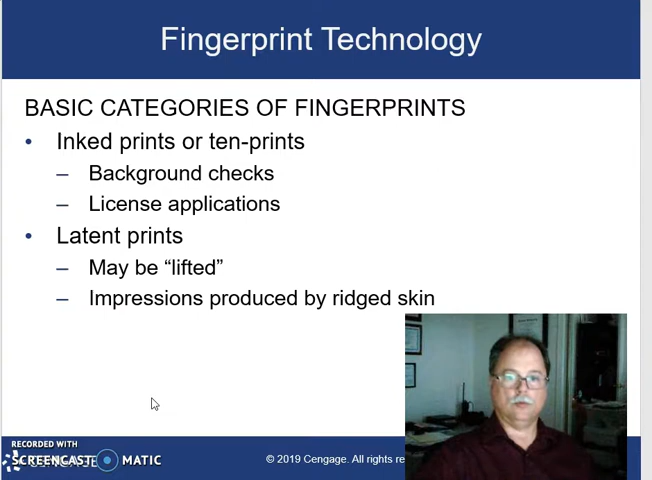 Fingerprint Technology
BASIC CATEGORIES OF FINGERPRINTS
• Inked prints or ten-prints
– Background checks
– License applications
• Latent prints
– May be “lifted”
– Impressions produced by ridged skin
RECORDED WITH
SCREENCAST MATIC
© 2019 Cengage. All rights re